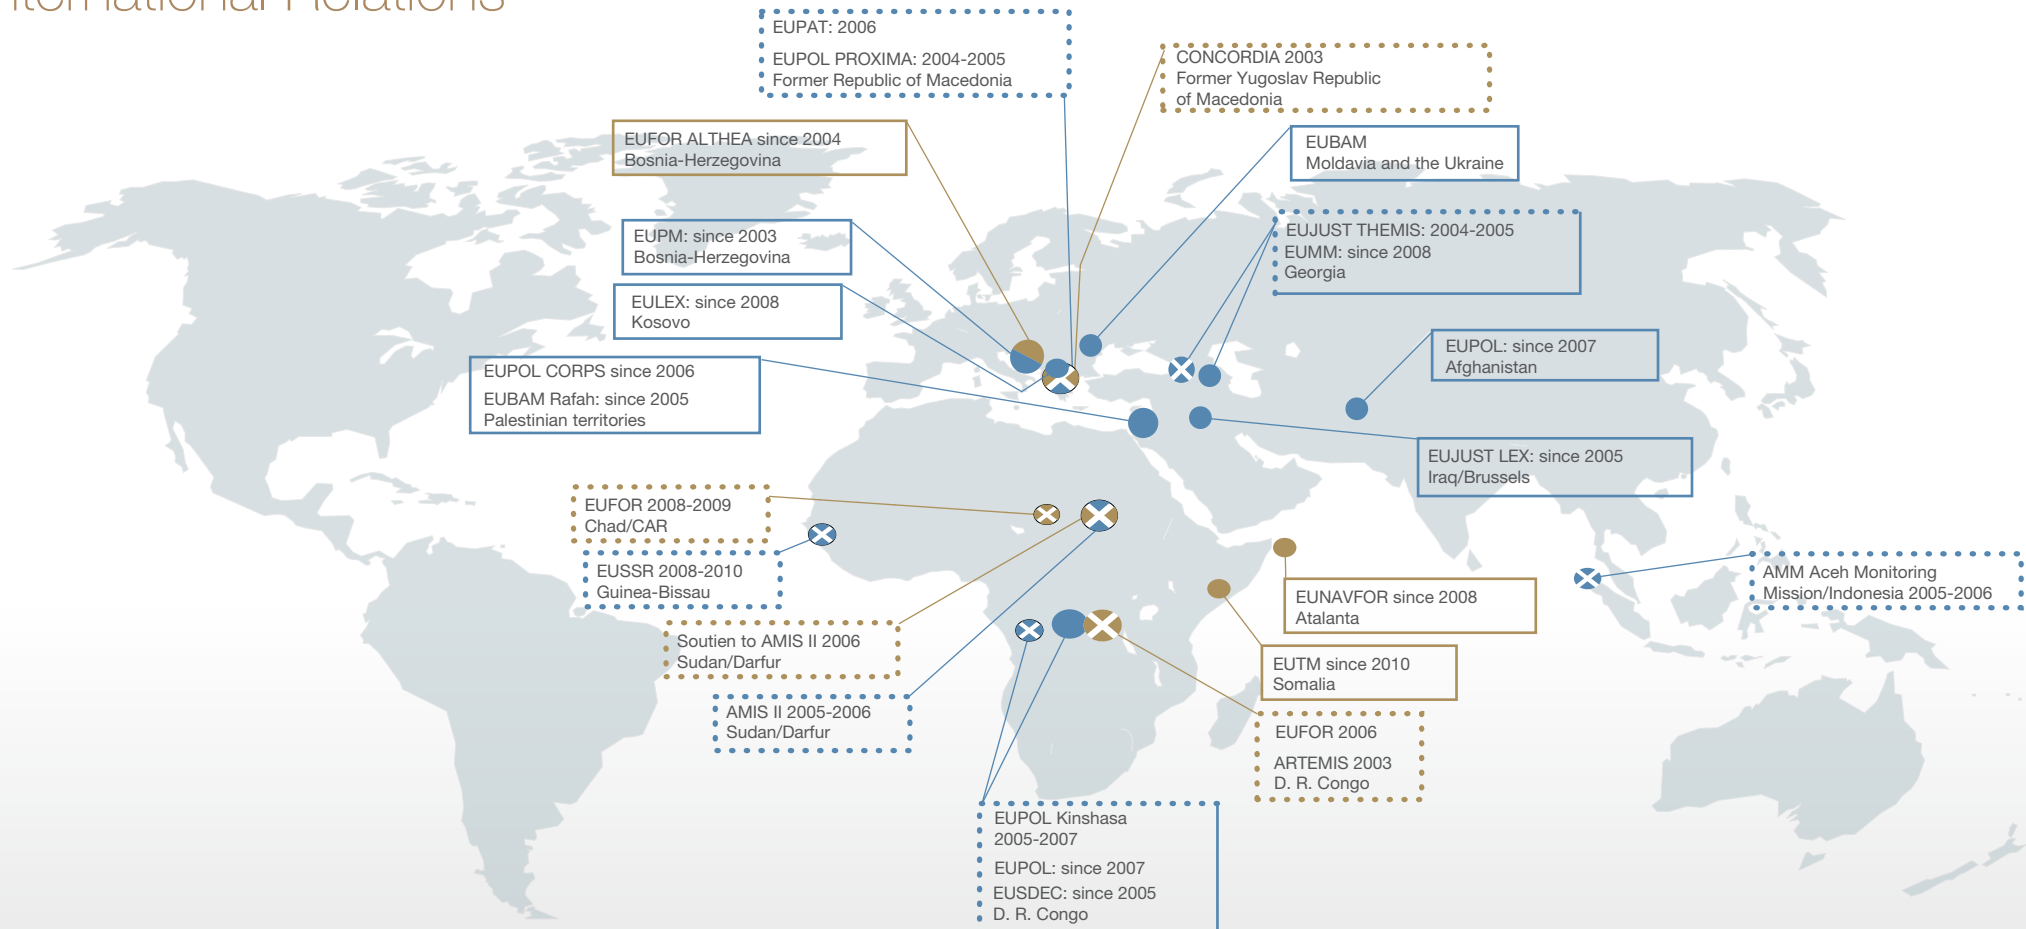 International Relations
EUPAT: 2006
EUPOL PROXIMA: 2004-2005
Former Republic of Macedonia
CONCORDIA 2003
Former Yugoslav Republic
of Macedonia
EUFOR ALTHEA since 2004
Bosnia-Herzegovina
EUBAM
Moldavia and the Ukraine
EUPM: since 2003
Bosnia-Herzegovina
EUJUST THEMIS: 2004-2005
EUMM: since 2008
Georgia
EULEX: since 2008
Kosovo
EUPOL: since 2007
Afghanistan
EUPOL CORPS since 2006
EUBAM Rafah: since 2005
Palestinian territories
EUJUST LEX: since 2005
Iraq/Brussels
EUFOR 2008-2009
Chad/CAR
EUSSR 2008-2010
Guinea-Bissau
AMM Aceh Monitoring
Mission/Indonesia 2005-2006
EUNAVFOR since 2008
Atalanta
Soutien to AMIS II 2006
Sudan/Darfur
EUTM since 2010
Somalia
AMIS II 2005-2006
Sudan/Darfur
EUFOR 2006
ARTEMIS 2003
D. R. Congo
EUPOL Kinshasa
2005-2007
EUPOL: since 2007
EUSDEC: since 2005
D. R. Congo